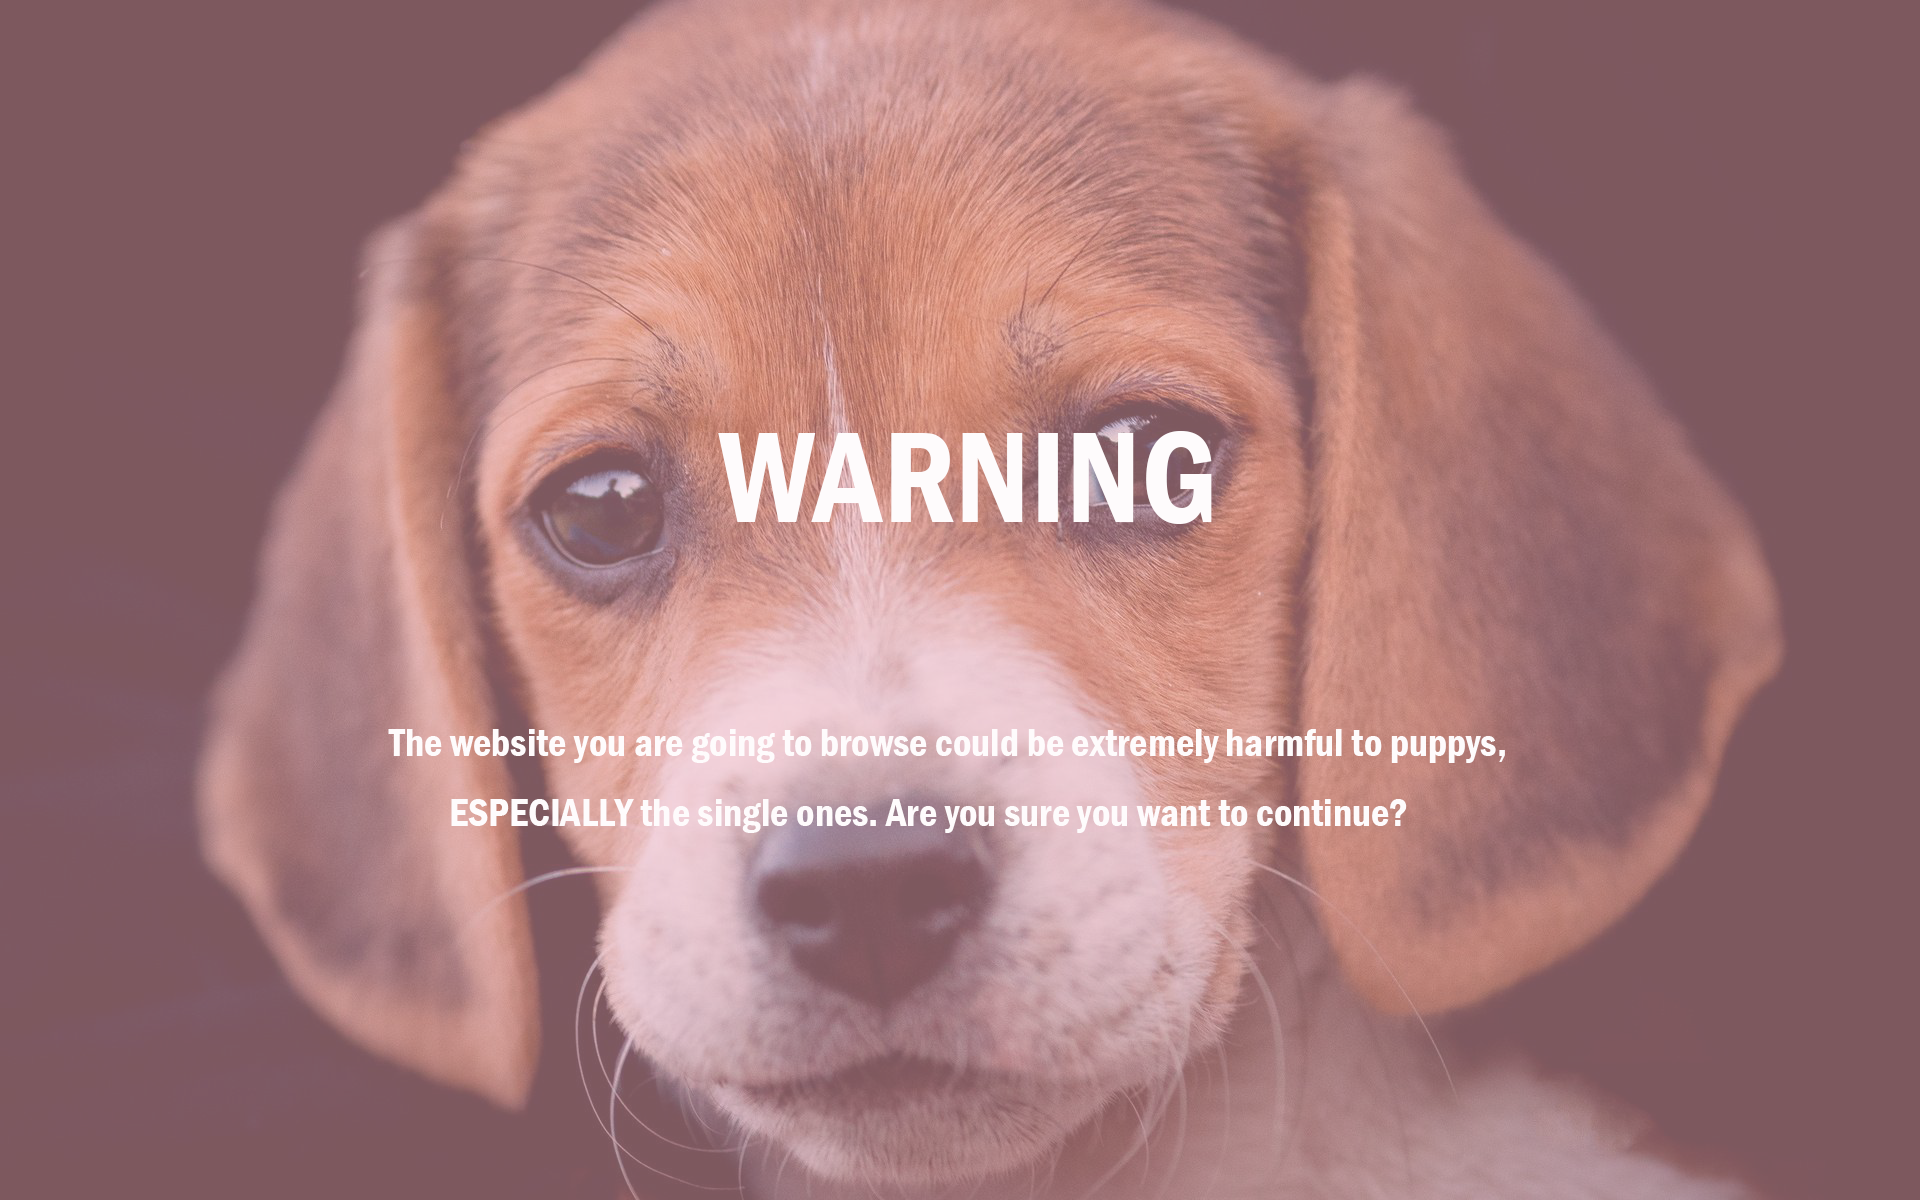 WARNING
The website you are going to browse could be extremely harmful to puppys,
ESPECIALLY the single ones. Are you sure you want to continue?